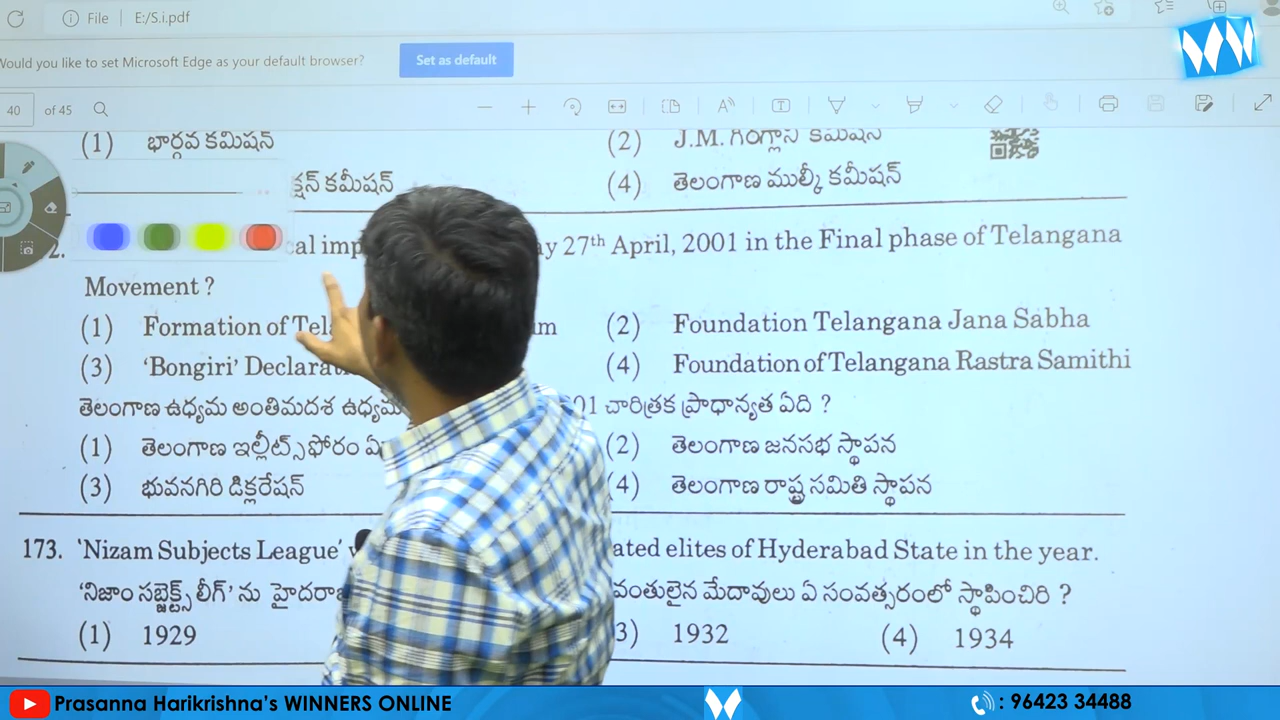 File E:/S.i.pdf
Would you like to set Microsoft Edge as your default browser? Set as default
40 of 45
(1) భార్గవ కమిషన్ (2) J.M. గిర్‌గ్లాని కమిషన్
క్షన్ కమీషన్ (4) తెలంగాణ ముల్కీ కమీషన్
2. cal imp ay 27th April, 2001 in the Final phase of Telangana
Movement ?
(1) Formation of Tela um (2) Foundation Telangana Jana Sabha
(3) 'Bongiri' Declarat (4) Foundation of Telangana Rastra Samithi
తెలంగాణ ఉద్యమ అంతిమదశ ఉద్యమ 01 చారిత్రక ప్రాధాన్యత ఏది ?
(1) తెలంగాణ ఇల్లీట్స్ ఫోరం ఏ (2) తెలంగాణ జనసభ స్థాపన
(3) భువనగిరి డిక్లరేషన్ (4) తెలంగాణ రాష్ట్ర సమితి స్థాపన
173. 'Nizam Subjects League' ated elites of Hyderabad State in the year.
'నిజాం సబ్జెక్ట్స్ లీగ్' ను హైదరా వంతులైన మేదావులు ఏ సంవత్సరంలో స్థాపించిరి ?
(1) 1929 3) 1932 (4) 1934
Prasanna Harikrishna's WINNERS ONLINE : 96423 34488